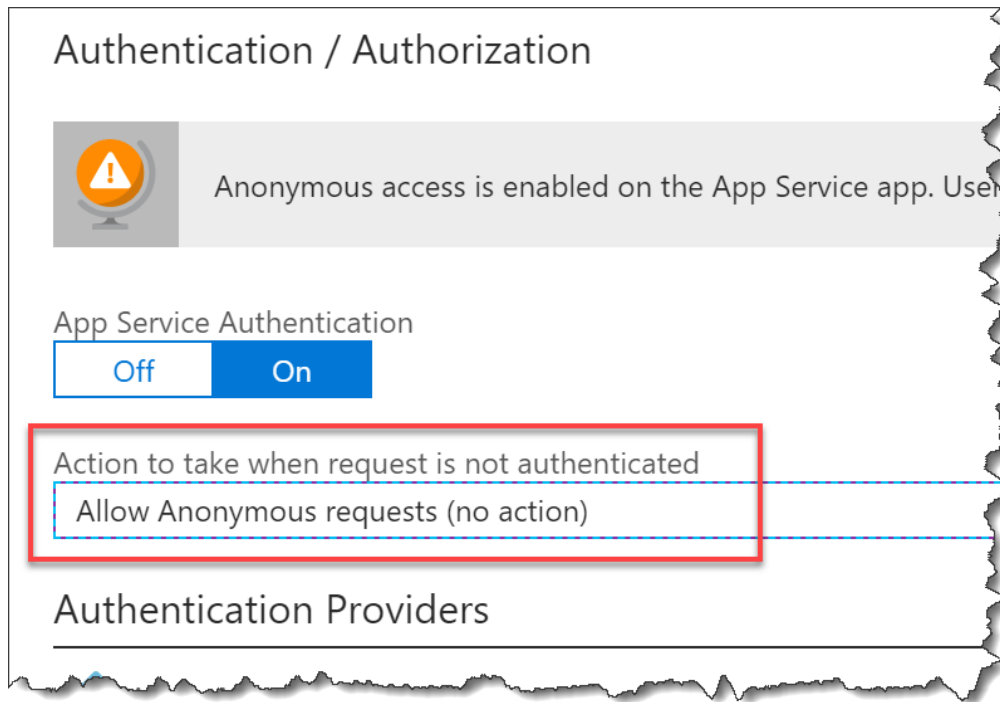 Authentication / Authorization
Anonymous access is enabled on the App Service app. User
App Service Authentication
Off On
Action to take when request is not authenticated
Allow Anonymous requests (no action)
Authentication Providers